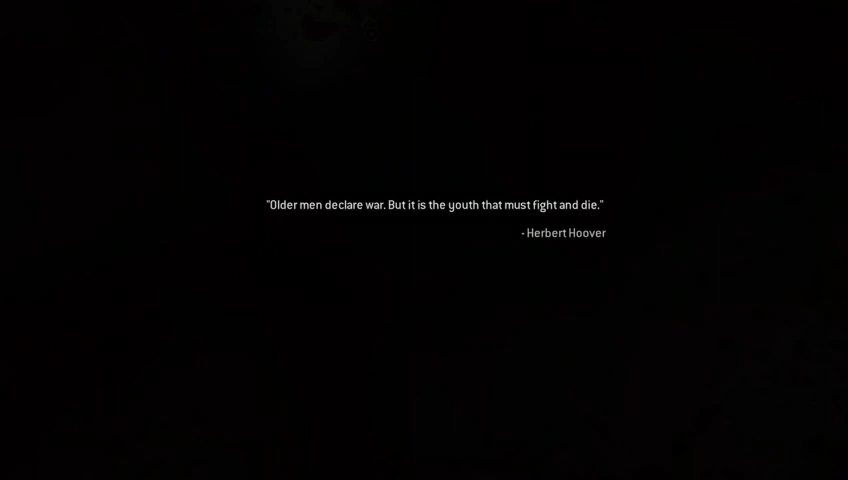 "Older men declare war. But it is the youth that must fight and die."
- Herbert Hoover